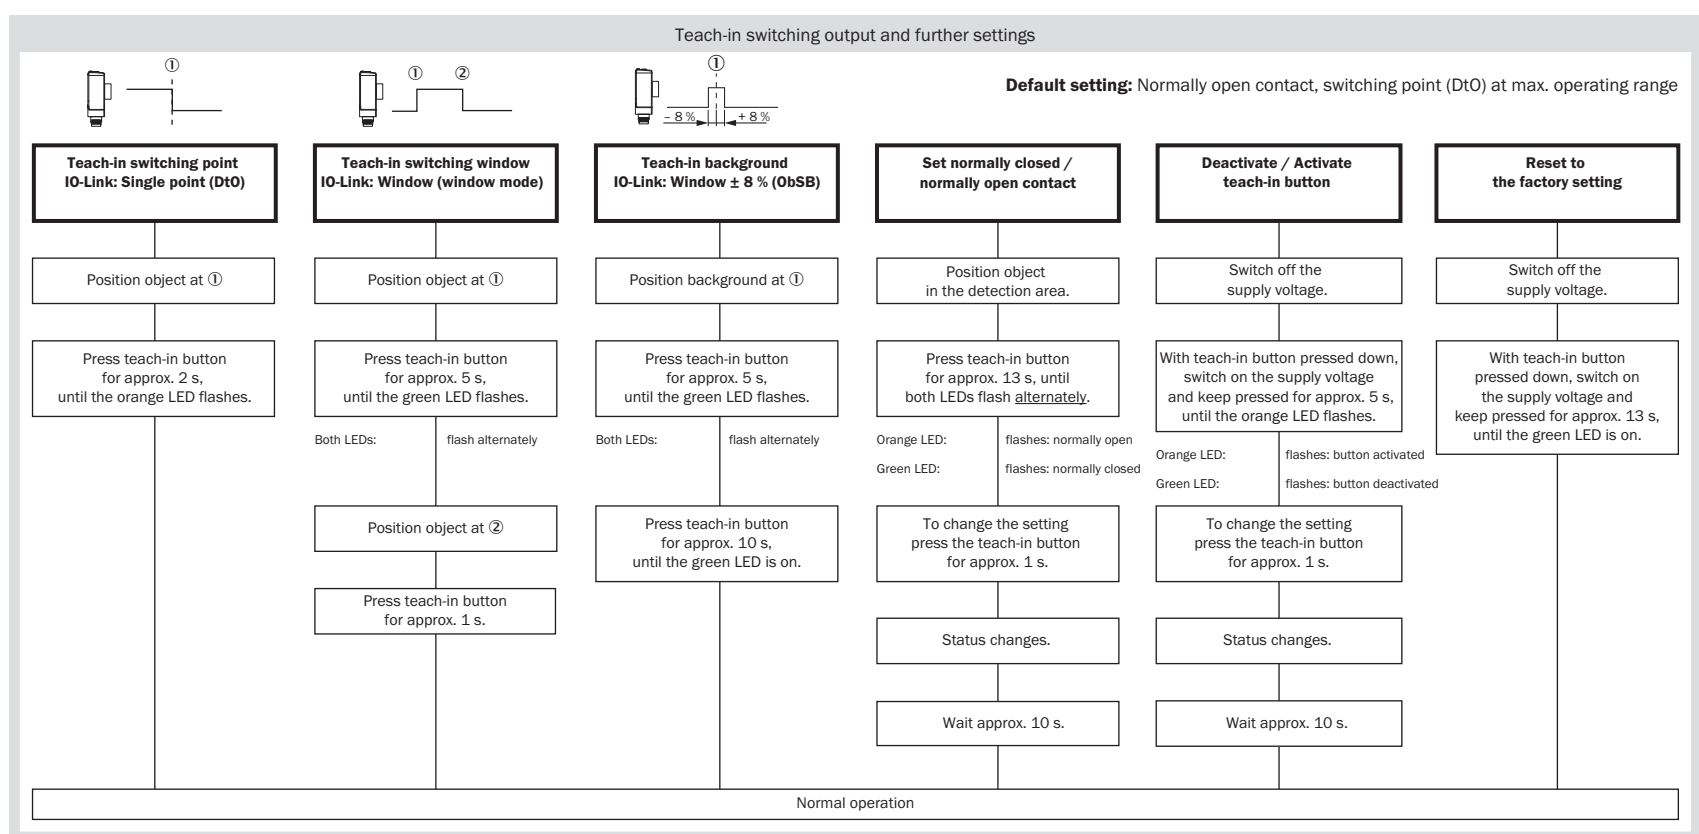 Teach-in switching output and further settings
①
① ②
①
– 8 % + 8 %
Default setting: Normally open contact, switching point (DtO) at max. operating range
Teach-in switching point
IO-Link: Single point (DtO)
Position object at ①
Press teach-in button
for approx. 2 s,
until the orange LED flashes.
Teach-in switching window
IO-Link: Window (window mode)
Position object at ①
Press teach-in button
for approx. 5 s,
until the green LED flashes.
Both LEDs: flash alternately
Position object at ②
Press teach-in button
for approx. 1 s.
Teach-in background
IO-Link: Window ± 8 % (ObSB)
Position background at ①
Press teach-in button
for approx. 5 s,
until the green LED flashes.
Both LEDs: flash alternately
Press teach-in button
for approx. 10 s,
until the green LED is on.
Set normally closed /
normally open contact
Position object
in the detection area.
Press teach-in button
for approx. 13 s, until
both LEDs flash alternately.
Orange LED: flashes: normally open
Green LED: flashes: normally closed
To change the setting
press the teach-in button
for approx. 1 s.
Status changes.
Wait approx. 10 s.
Deactivate / Activate
teach-in button
Switch off the
supply voltage.
With teach-in button pressed down,
switch on the supply voltage
and keep pressed for approx. 5 s,
until the orange LED flashes.
Orange LED: flashes: button activated
Green LED: flashes: button deactivated
To change the setting
press the teach-in button
for approx. 1 s.
Status changes.
Wait approx. 10 s.
Reset to
the factory setting
Switch off the
supply voltage.
With teach-in button
pressed down, switch on
the supply voltage and
keep pressed for approx. 13 s,
until the green LED is on.
Normal operation